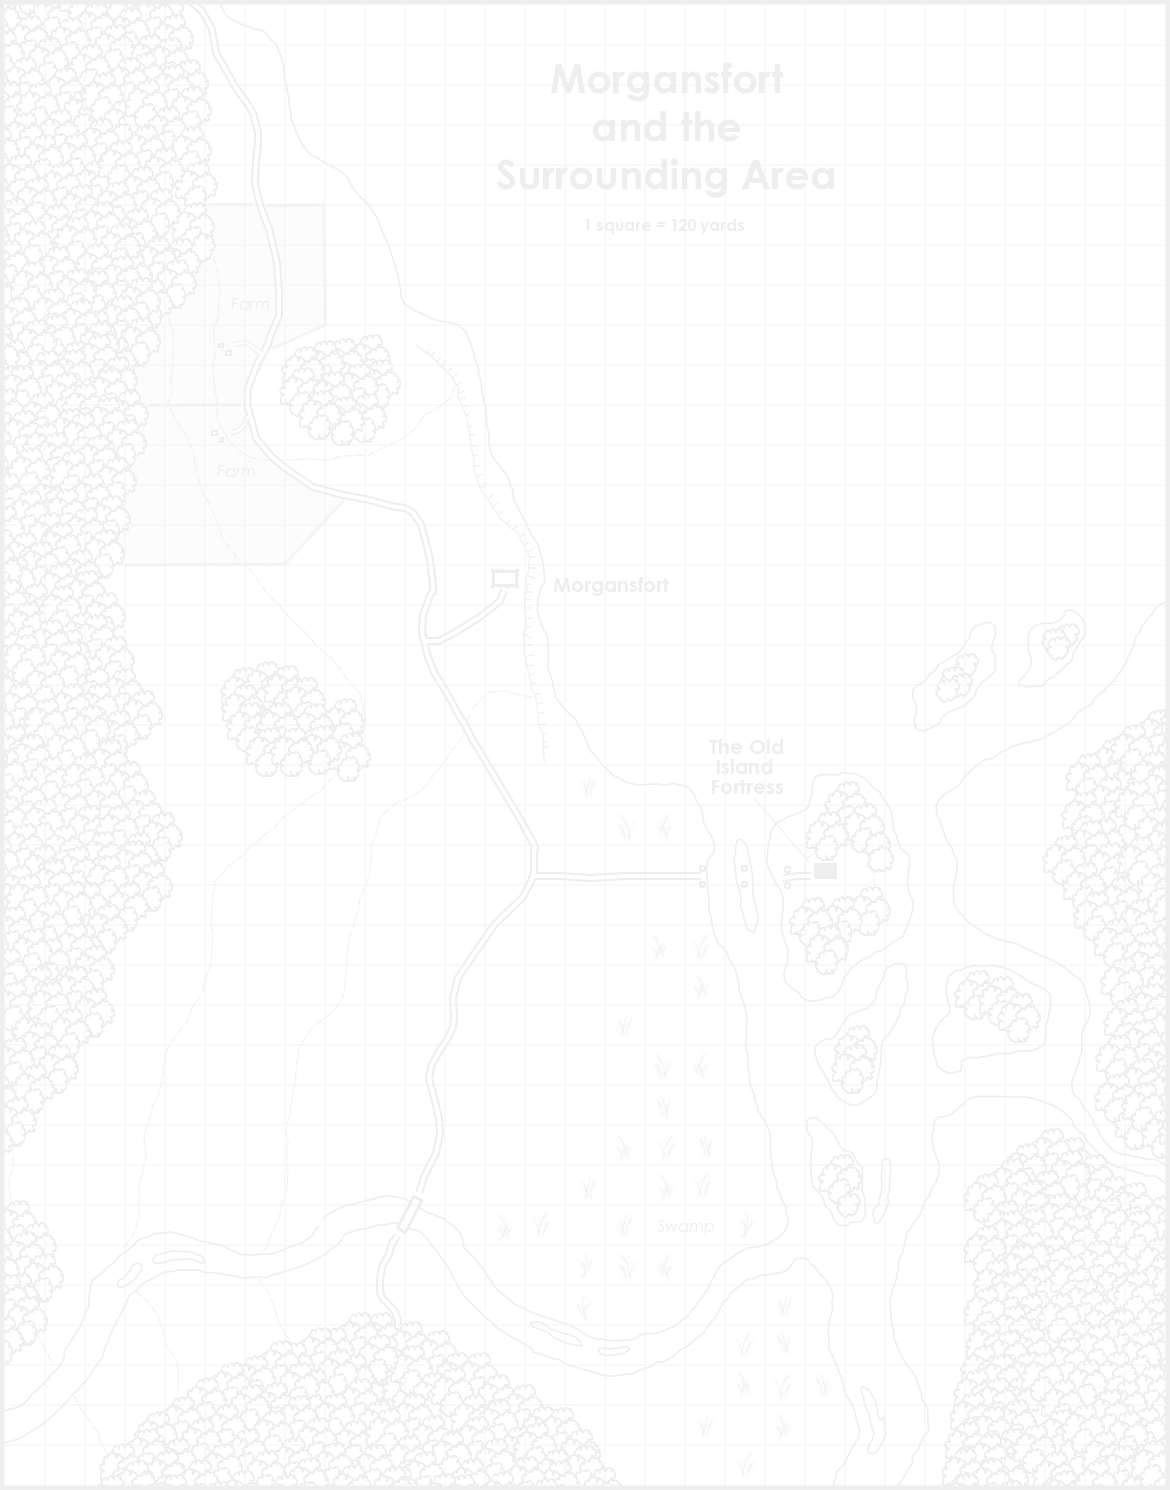 Morgansfort
and the
Surrounding Area
1 square = 120 yards
Farm
Farm
Morgansfort
The Old
Island
Fortress
Swamp